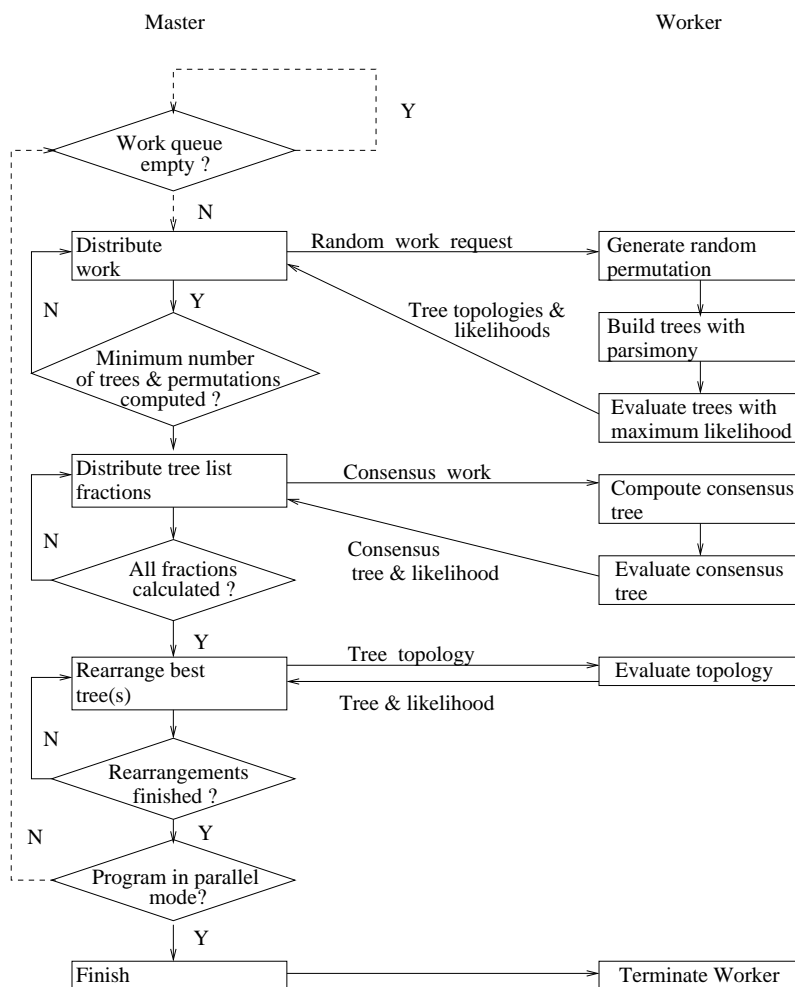 Master
Worker
Y
Work queue
empty ?
N
Distribute
work
Random work request
Generate random
permutation
N
Y
Tree topologies &
likelihoods
Build trees with
parsimony
Minimum number
of trees & permutations
computed ?
Evaluate trees with
maximum likelihood
Distribute tree list
fractions
Consensus work
Compoute consensus
tree
N
Consensus
tree & likelihood
All fractions
calculated ?
Evaluate consensus
tree
Y
Rearrange best
tree(s)
Tree topology
Evaluate topology
Tree & likelihood
N
Rearrangements
finished ?
N
Y
Program in parallel
mode?
Y
Finish
Terminate Worker